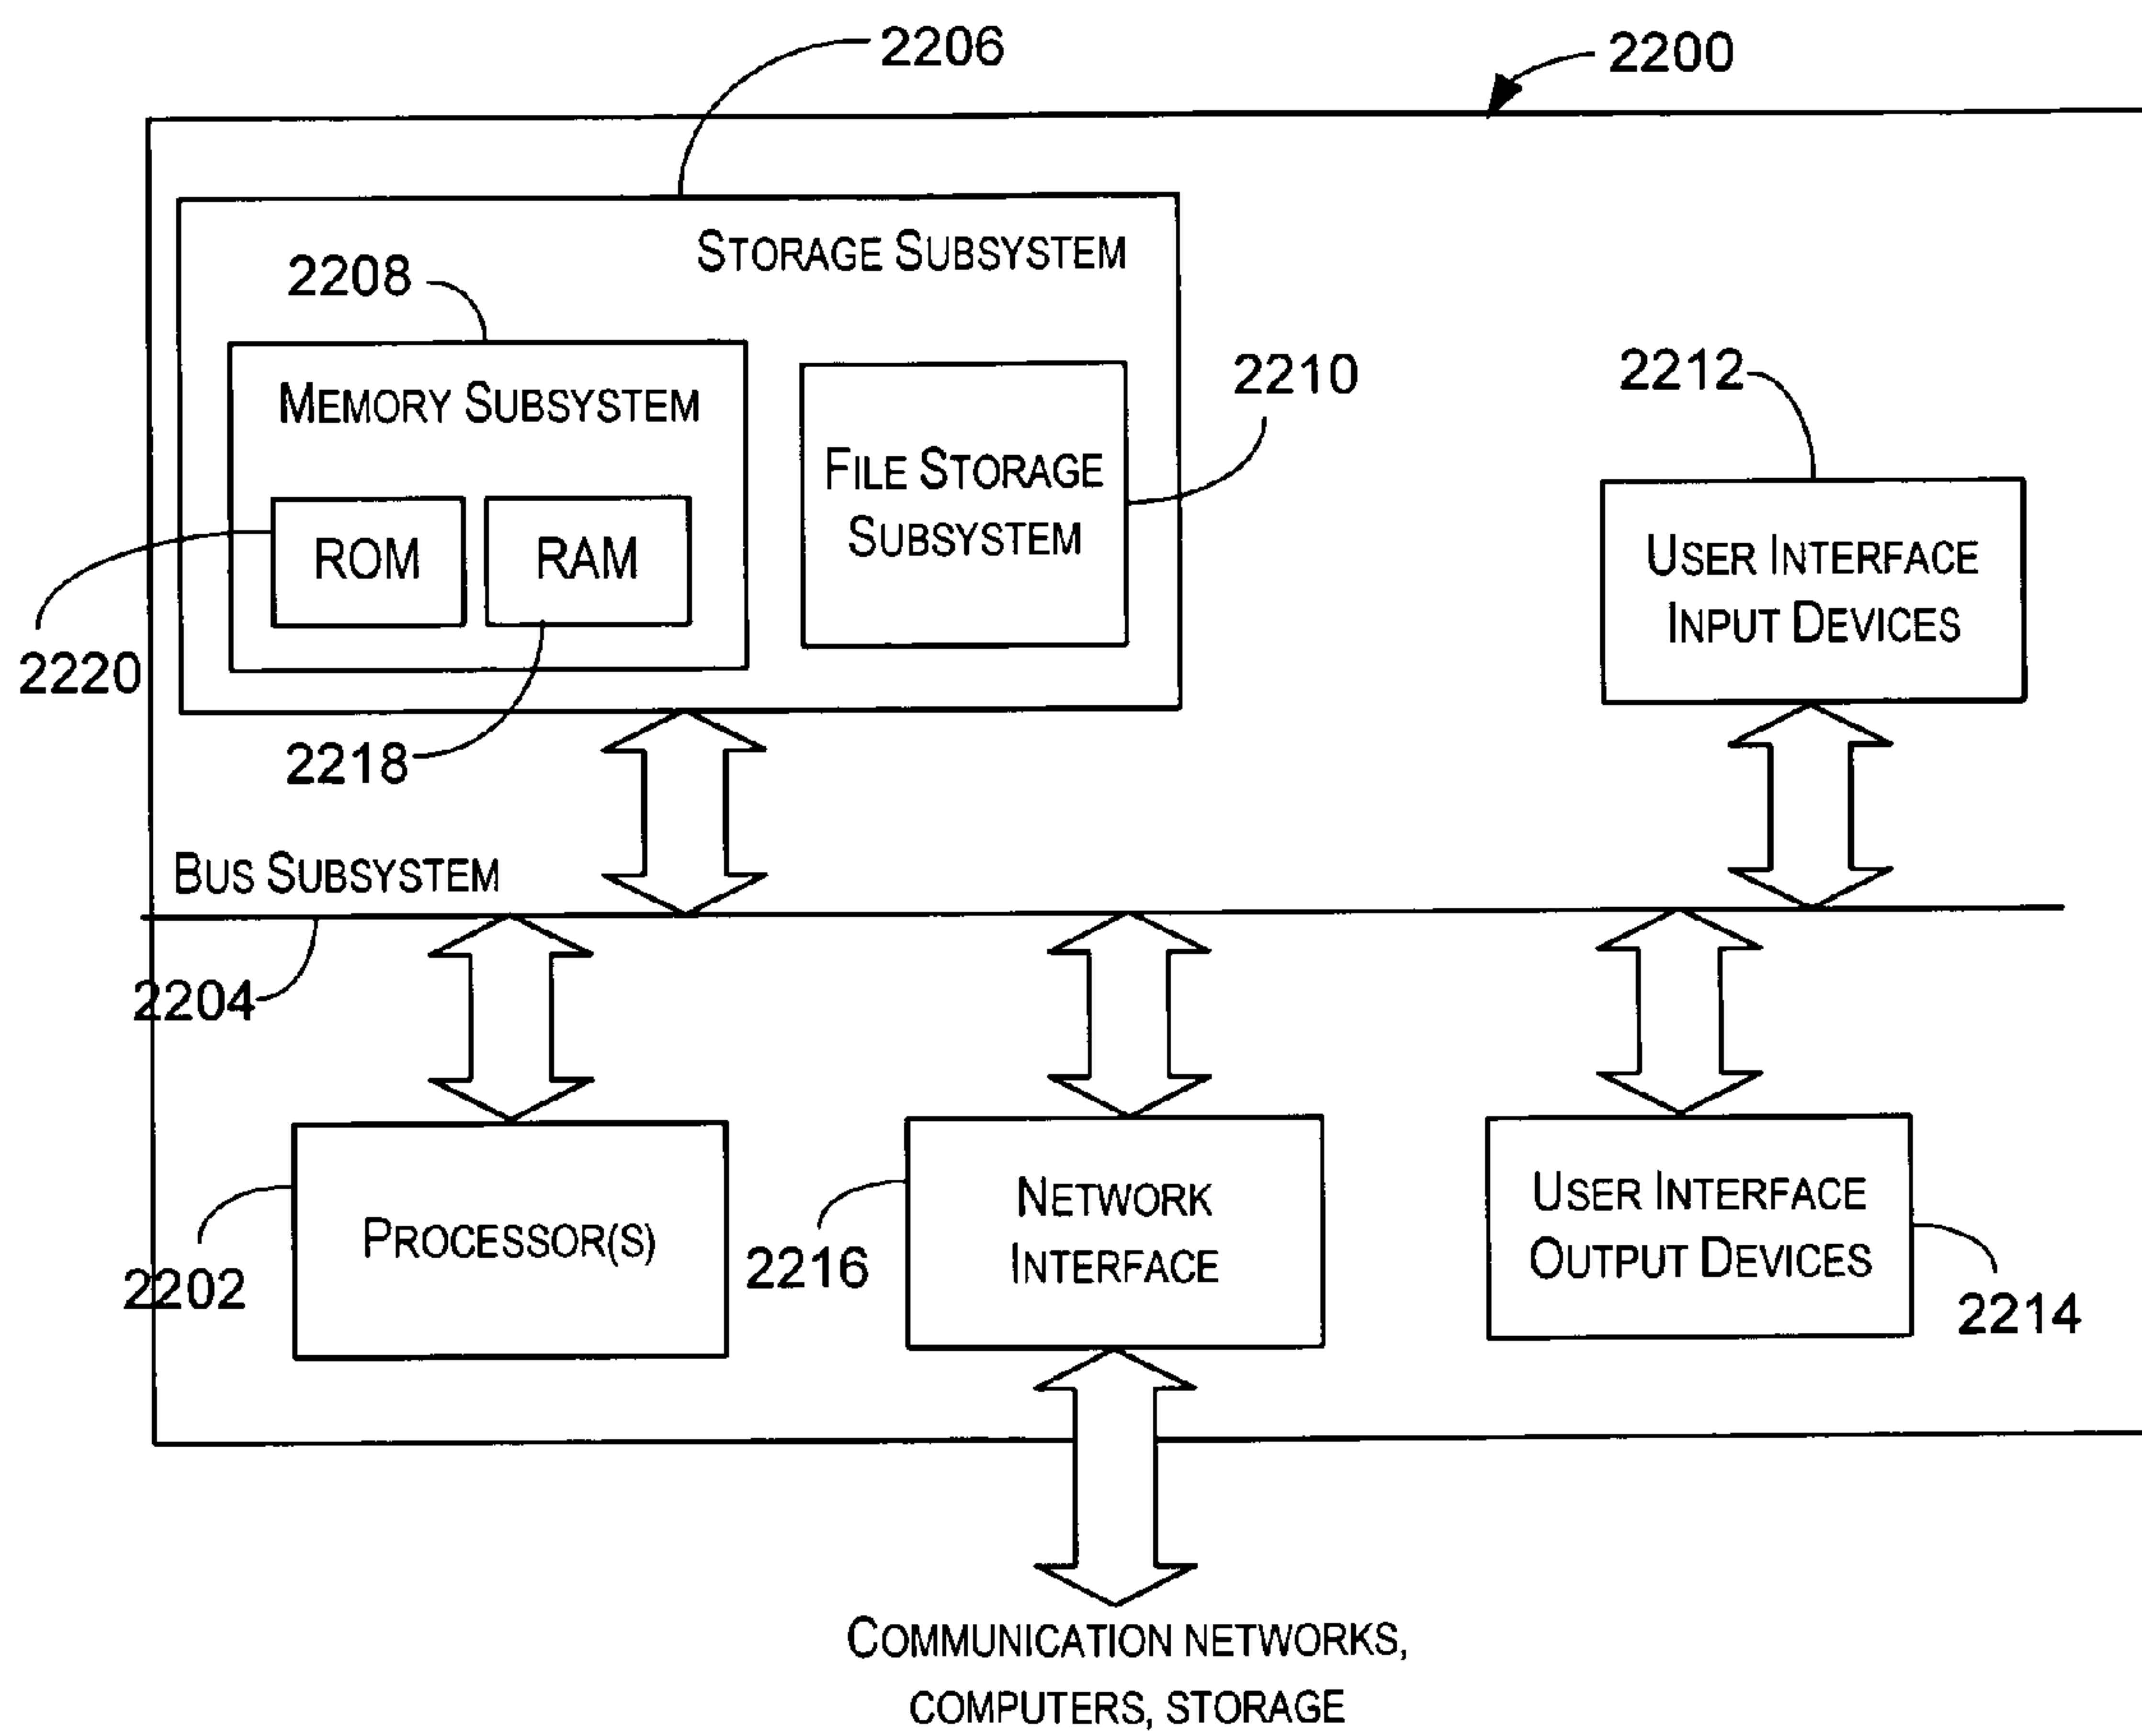 2206
2200
STORAGE SUBSYSTEM
2208
MEMORY SUBSYSTEM
2210
2212
FILE STORAGE
SUBSYSTEM
ROM
RAM
USER INTERFACE
INPUT DEVICES
2220
2218
BUS SUBSYSTEM
2204
PROCESSOR(S)
2202
NETWORK
INTERFACE
2216
USER INTERFACE
OUTPUT DEVICES
2214
COMMUNICATION NETWORKS,
COMPUTERS, STORAGE